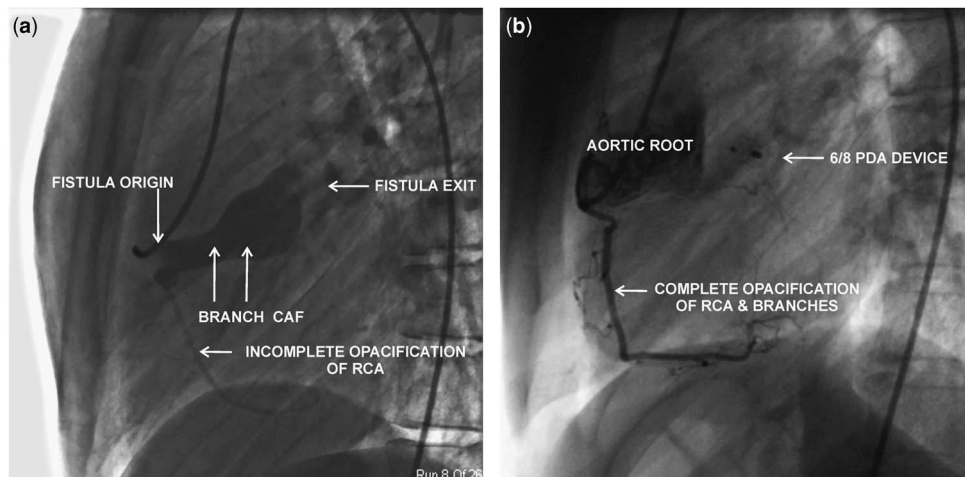 (a)
FISTULA ORIGIN
FISTULA EXIT
BRANCH CAF
INCOMPLETE OPACIFICATION
OF RCA
Run 8 Of 26
(b)
AORTIC ROOT
6/8 PDA DEVICE
COMPLETE OPACIFICATION
OF RCA & BRANCHES